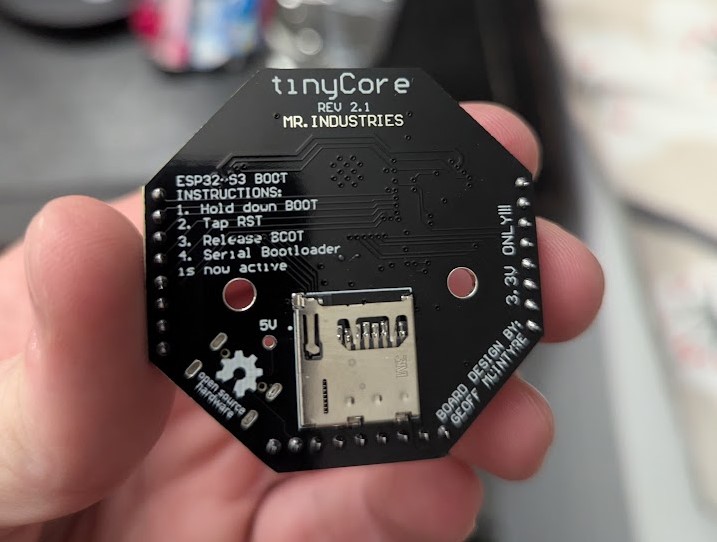 tinyCore
REV 2.1
MR.INDUSTRIES
ESP32-S3 BOOT
INSTRUCTIONS:
1. Hold down BOOT
2. Tap RST
3. Release BOOT
4. Serial Bootloader
is now active
5V
3.3V ONLY!!!
open source
hardware
BOARD DESIGN BY:
GEOFF MCINTYRE